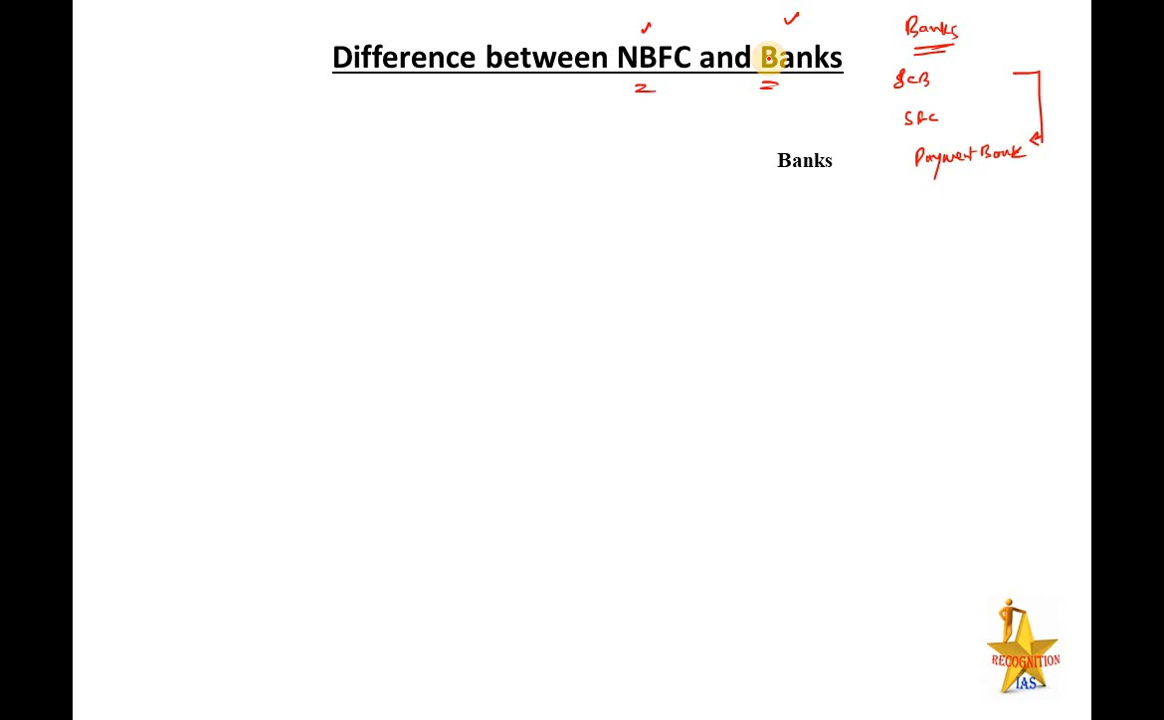 Difference between NBFC and Banks
Banks
SCB
SFC
Payment Bank
Banks
RECOGNITION
IAS